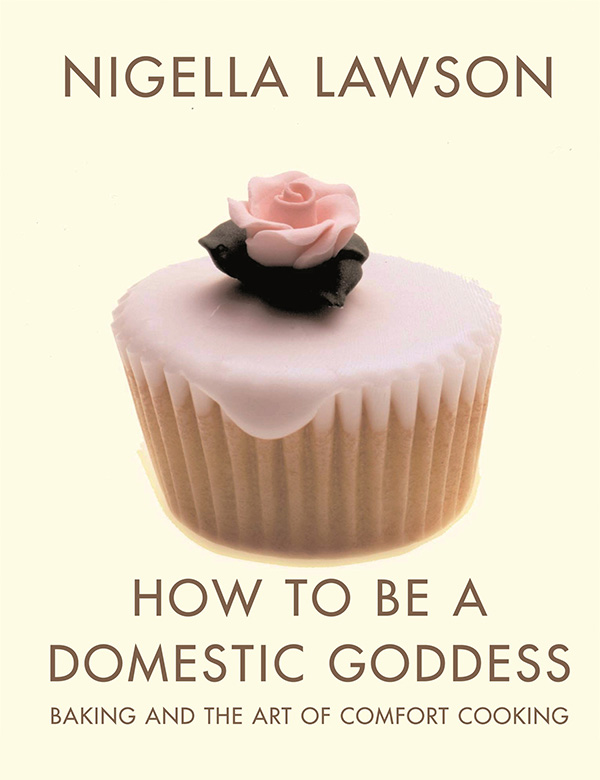 NIGELLA LAWSON
HOW TO BE A
DOMESTIC GODDESS
BAKING AND THE ART OF COMFORT COOKING